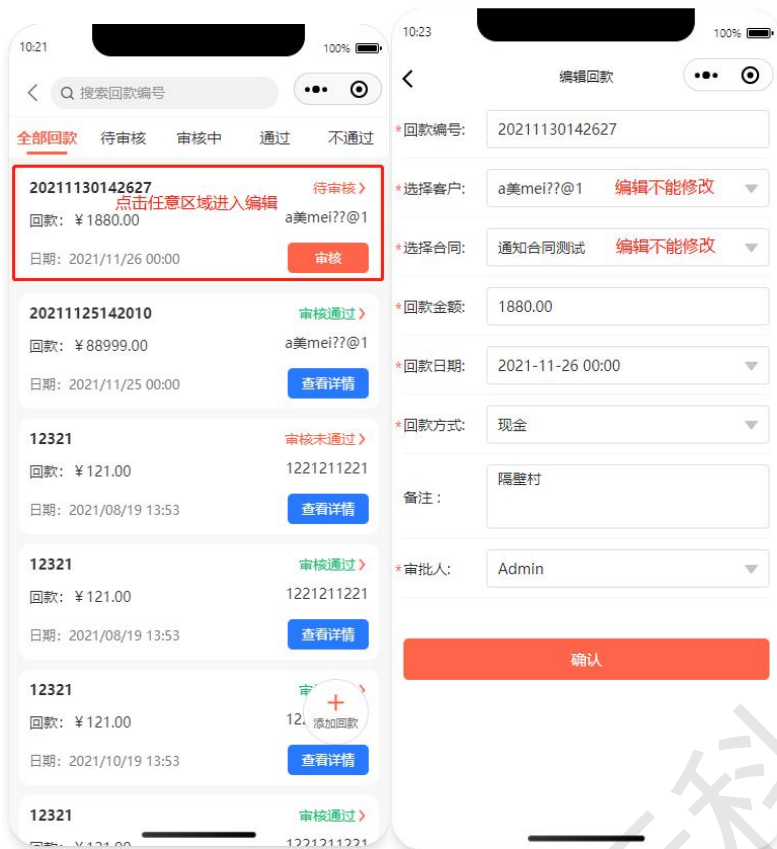 10:21
100%
搜索回款编号
全部回款 待审核 审核中 通过 不通过
20211130142627 待审核
点击任意区域进入编辑
回款: ¥1880.00 a美mei??@1
日期: 2021/11/26 00:00 审核
20211125142010 审核通过
回款: ¥88999.00 a美mei??@1
日期: 2021/11/25 00:00 查看详情
12321 审核未通过
回款: ¥121.00 1221211221
日期: 2021/08/19 13:53 查看详情
12321 审核通过
回款: ¥121.00 1221211221
日期: 2021/08/19 13:53 查看详情
12321
回款: ¥121.00
添加回款
日期: 2021/10/19 13:53 查看详情
12321 审核通过
回款: ¥121.00 1221211221
10:23
100%
编辑回款
*回款编号: 20211130142627
*选择客户: a美mei??@1 编辑不能修改
*选择合同: 通知合同测试 编辑不能修改
*回款金额: 1880.00
*回款日期: 2021-11-26 00:00
*回款方式: 现金
备注: 隔壁村
*审批人: Admin
确认